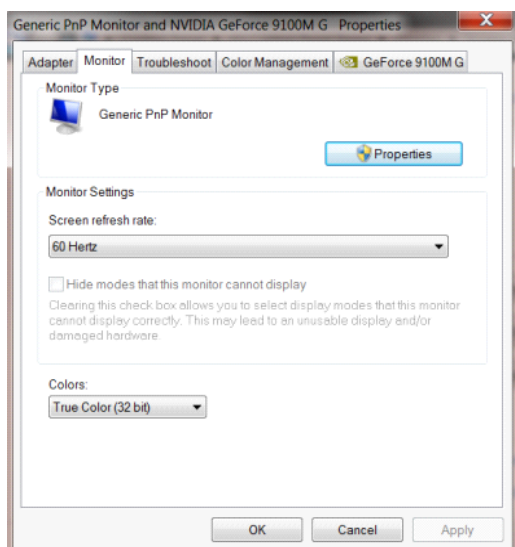 Generic PnP Monitor and NVIDIA GeForce 9100M G Properties
X
Adapter Monitor Troubleshoot Color Management GeForce 9100M G
Monitor Type
Generic PnP Monitor
Properties
Monitor Settings
Screen refresh rate:
60 Hertz
Hide modes that this monitor cannot display
Clearing this check box allows you to select display modes that this monitor
cannot display correctly. This may lead to an unusable display and/or
damaged hardware
Colors:
True Color (32 bit)
OK Cancel Apply